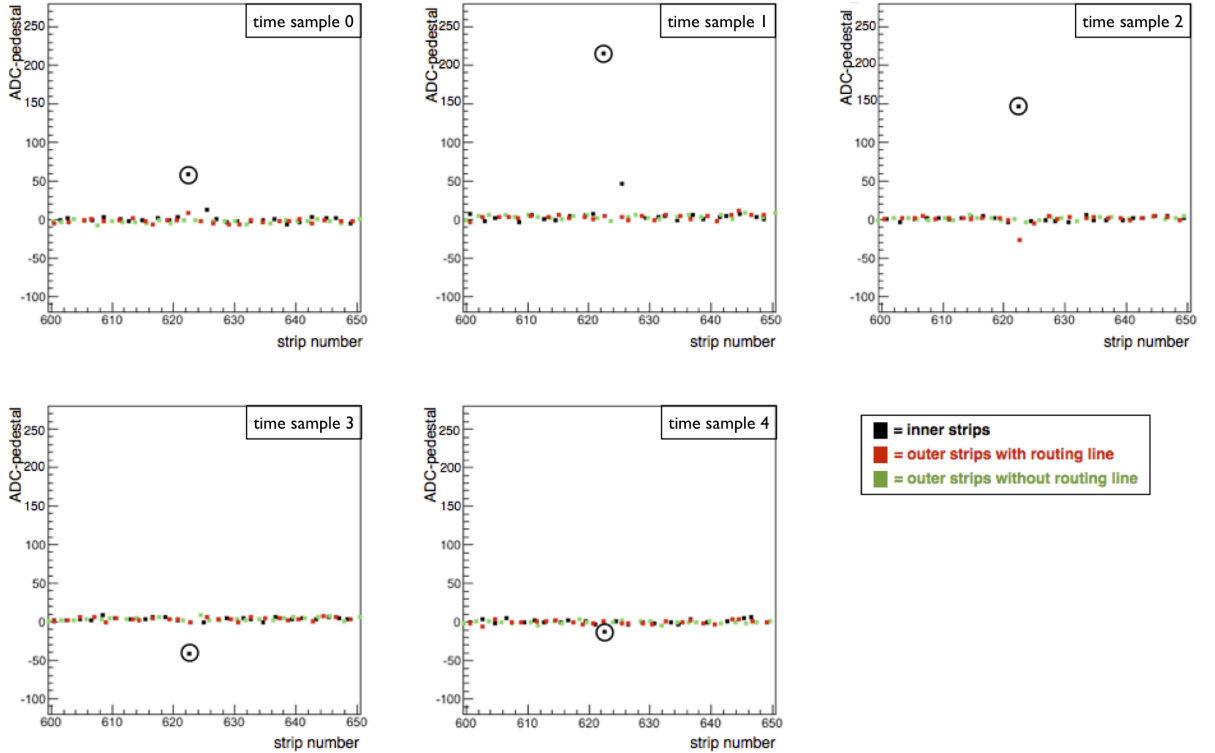 time sample 0
ADC-pedestal
250
200
150
100
50
0
-50
-100
600 610 620 630 640 650
strip number
time sample 1
ADC-pedestal
250
200
150
100
50
0
-50
-100
600 610 620 630 640 650
strip number
time sample 2
ADC-pedestal
250
200
150
100
50
0
-50
-100
600 610 620 630 640 650
strip number
time sample 3
ADC-pedestal
250
200
150
100
50
0
-50
-100
600 610 620 630 640 650
strip number
time sample 4
ADC-pedestal
250
200
150
100
50
0
-50
-100
600 610 620 630 640 650
strip number
= inner strips
= outer strips with routing line
= outer strips without routing line